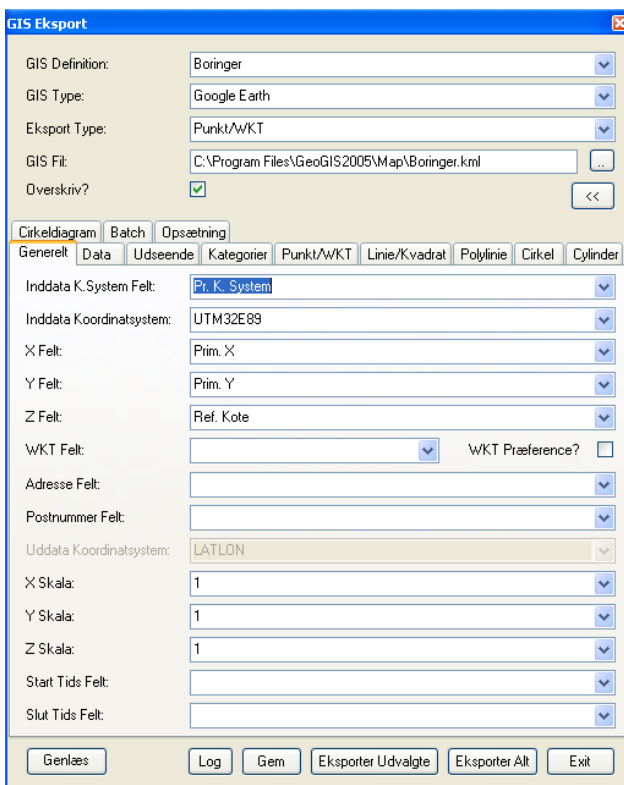 GIS Eksport
GIS Definition: Boringer
GIS Type: Google Earth
Eksport Type: Punkt/WKT
GIS Fil: C:\Program Files\GeoGIS2005\Map\Boringer.kml ..
Overskriv? <<
Cirkeldiagram Batch Opsætning
Generelt Data Udseende Kategorier Punkt/WKT Linie/Kvadrat Polylinie Cirkel Cylinder
Inddata K.System Felt: Pr. K. System
Inddata Koordinatsystem: UTM32E89
X Felt: Prim. X
Y Felt: Prim. Y
Z Felt: Ref. Kote
WKT Felt: WKT Præference?
Adresse Felt:
Postnummer Felt:
Uddata Koordinatsystem: LATLON
X Skala: 1
Y Skala: 1
Z Skala: 1
Start Tids Felt:
Slut Tids Felt:
Genlæs Log Gem Eksporter Udvalgte Eksporter Alt Exit